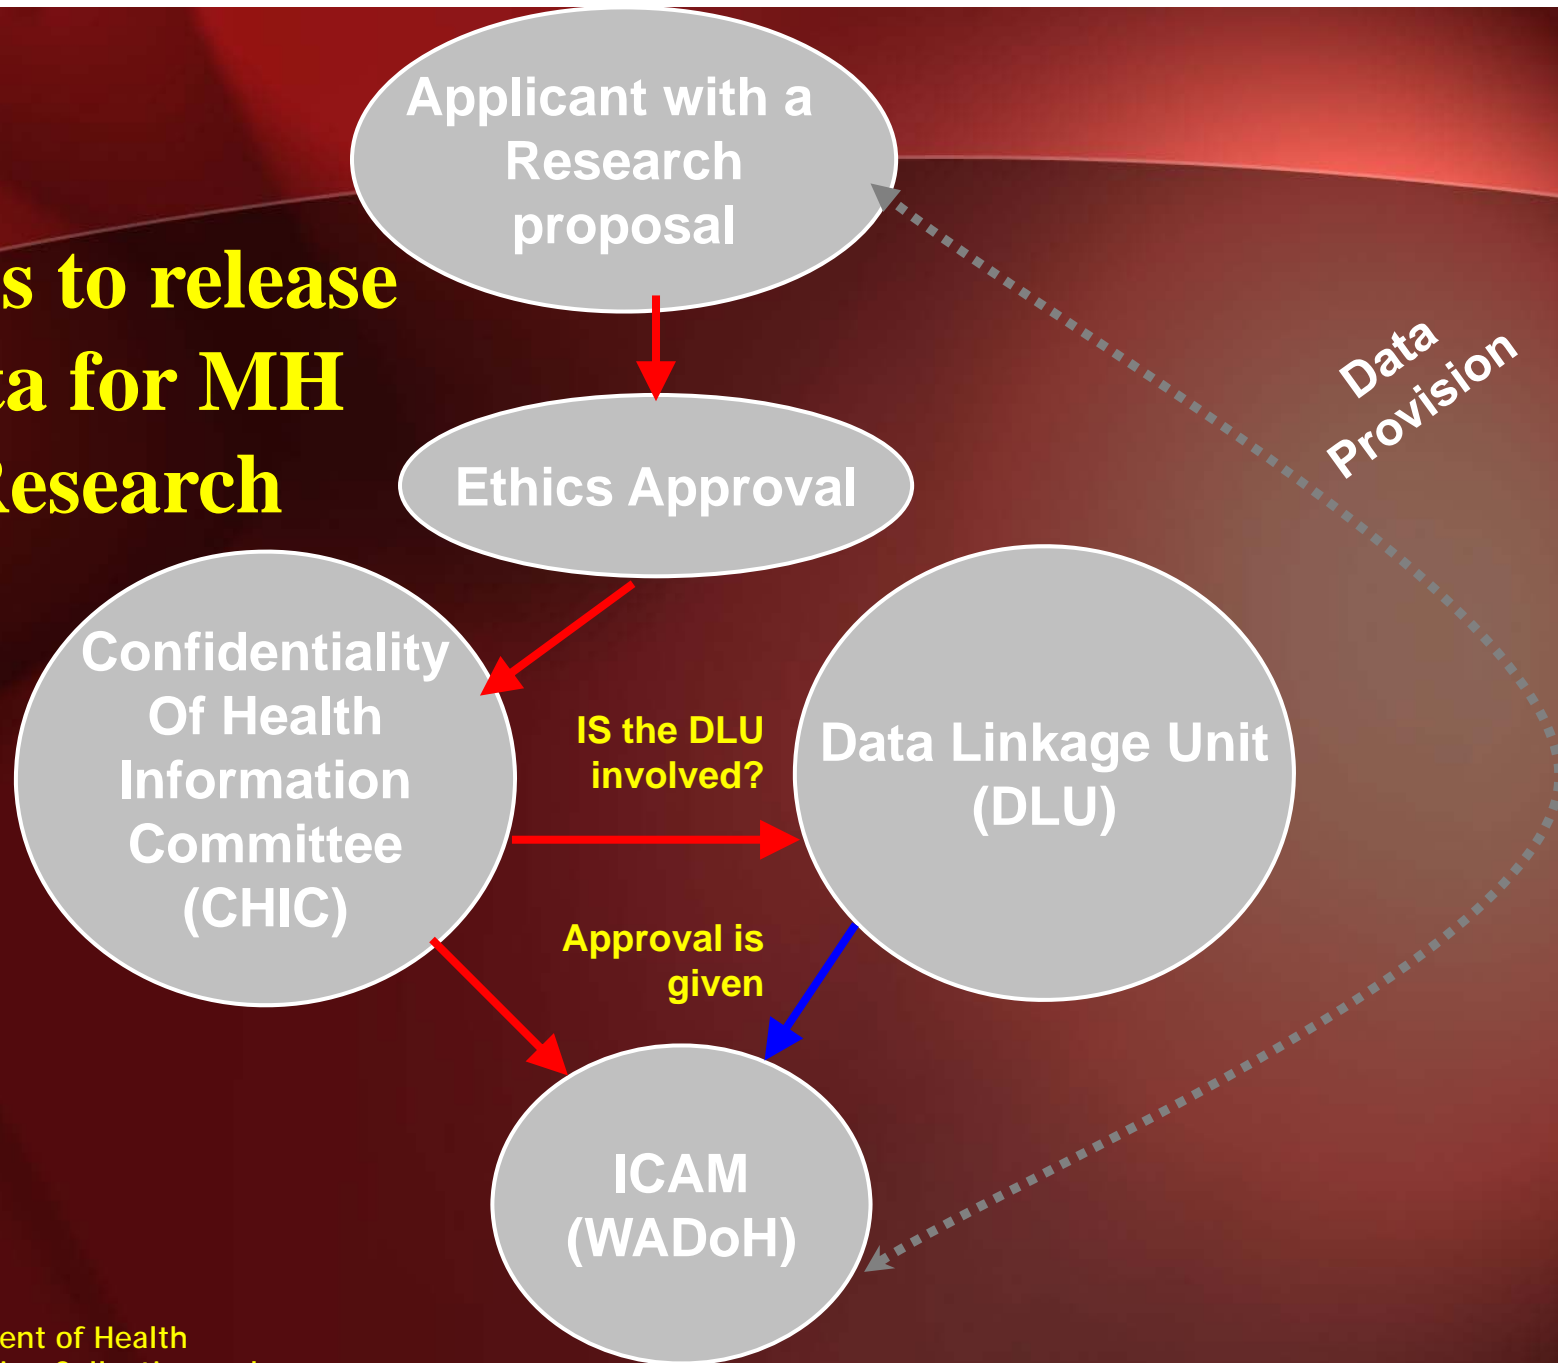 Applicant with a
Research
proposal
s to release
ta for MH
Research
Data
Provision
Ethics Approval
Confidentiality
Of Health
Information
Committee
(CHIC)
IS the DLU
involved?
Data Linkage Unit
(DLU)
Approval is
given
ICAM
(WADoH)
ent of Health